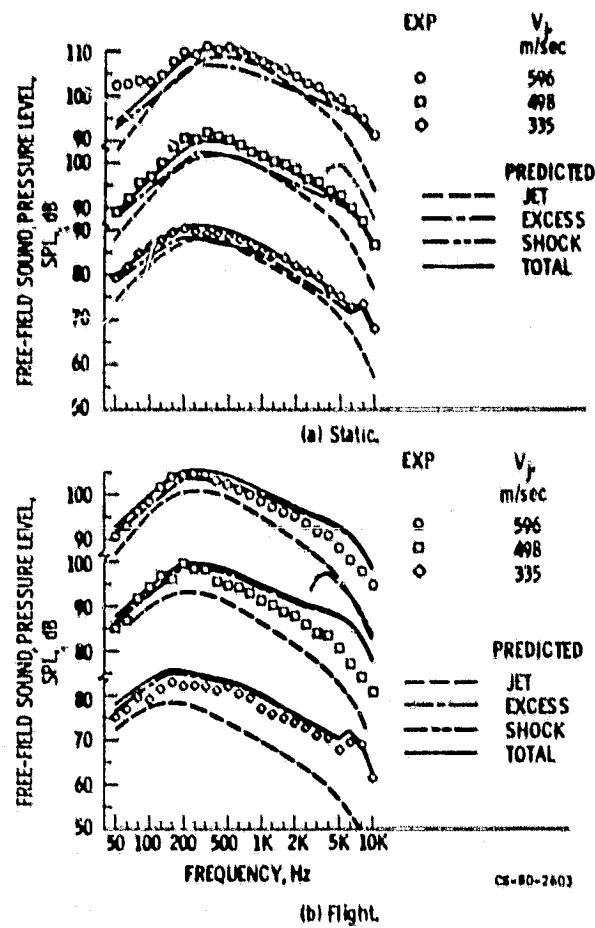 FREE-FIELD SOUND PRESSURE LEVEL,
SPL, dB
110
100
90
100
90
80
70
60
50
EXP
V_j,
m/sec
596
498
335
PREDICTED
JET
EXCESS
SHOCK
TOTAL
(a) Static.
FREE-FIELD SOUND PRESSURE LEVEL,
SPL, dB
100
90
100
90
80
70
60
50
EXP
V_j,
m/sec
596
498
335
PREDICTED
JET
EXCESS
SHOCK
TOTAL
50 100 200 500 1K 2K 5K 10K
FREQUENCY, Hz
CS-80-2603
(b) Flight.